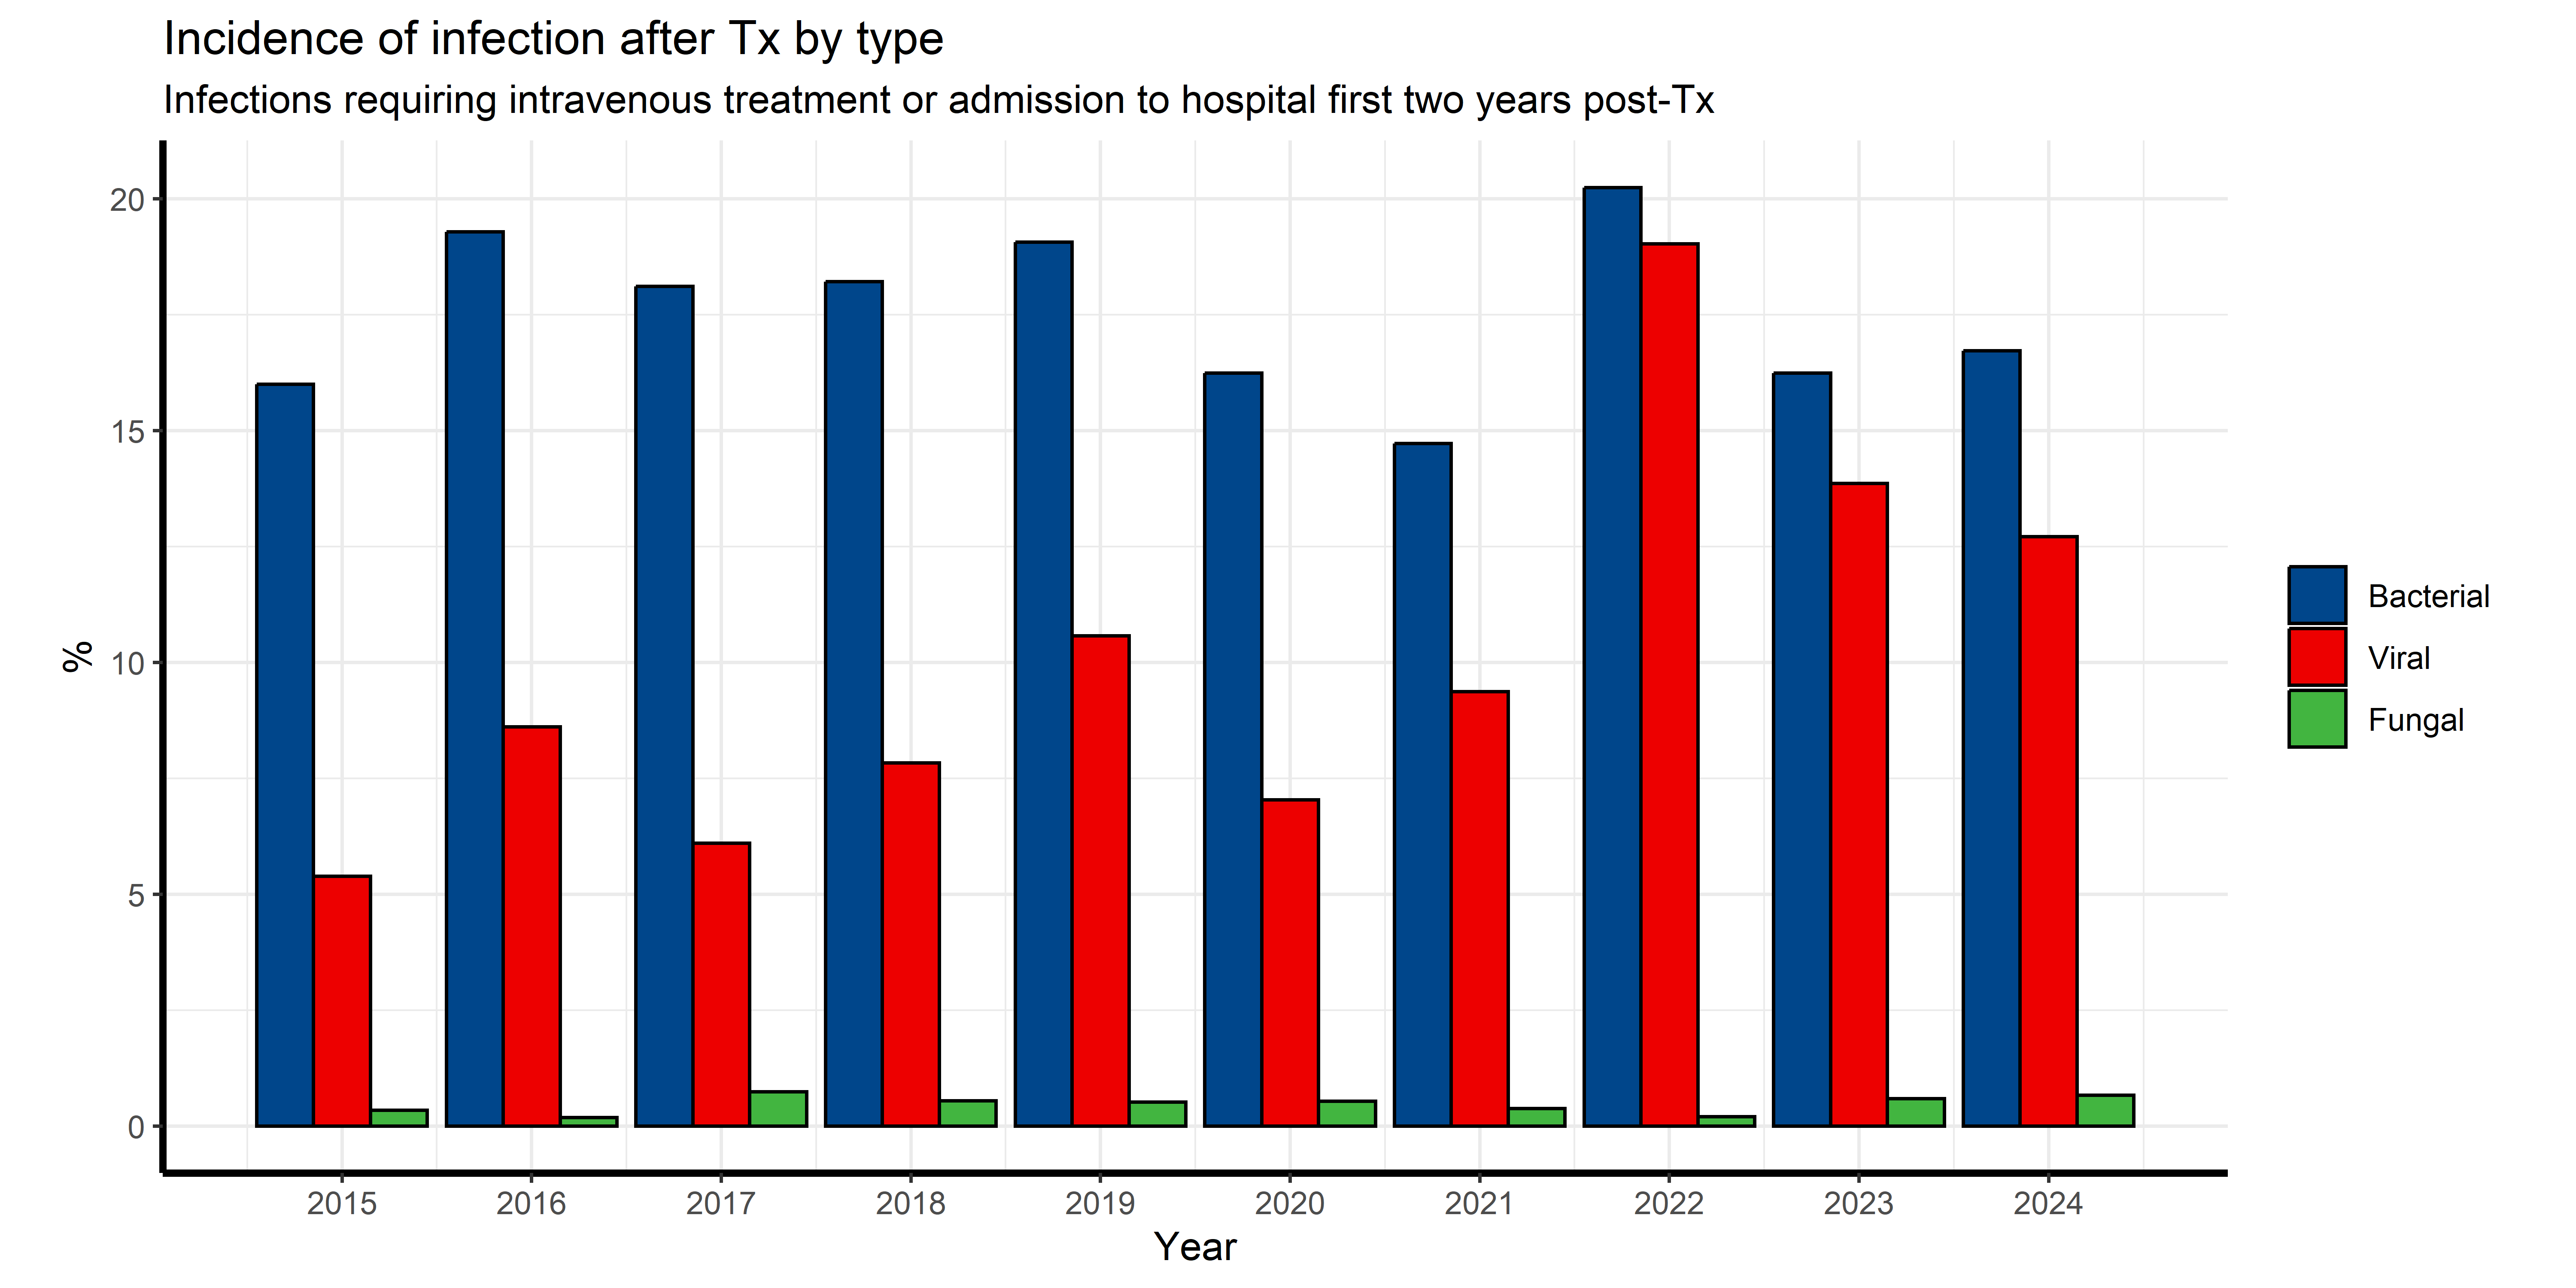 Incidence of infection after Tx by type
Infections requiring intravenous treatment or admission to hospital first two years post-Tx
20
15
10
5
0
%
2015 2016 2017 2018 2019 2020 2021 2022 2023 2024
Year
Bacterial
Viral
Fungal